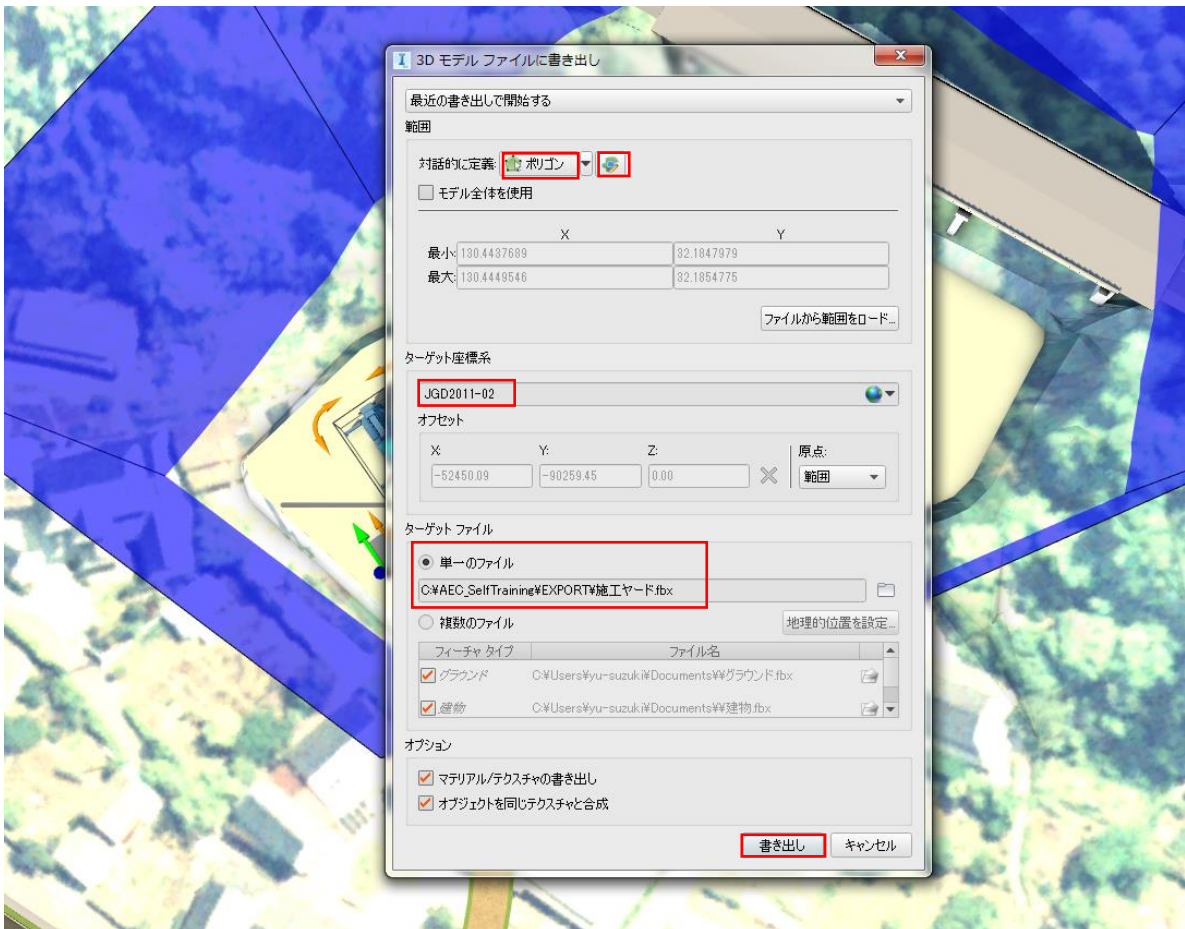 3D モデル ファイルに書き出し
最近の書き出しで開始する
範囲
対話的に定義: ポリゴン
モデル全体を使用
X Y
最小: 130.4437689 32.1847979
最大: 130.4449546 32.1854775
ファイルから範囲をロード...
ターゲット座標系
JGD2011-02
オフセット
X: Y: Z: 原点:
-52450.09 -90259.45 0.00 範囲
ターゲット ファイル
単一のファイル
C:¥AEC_SelfTraining¥EXPORT¥施工ヤード.fbx
複数のファイル 地理的位置を設定...
フィーチャ タイプ ファイル名
グラウンド C:¥Users¥yu-suzuki¥Documents¥¥グラウンド.fbx
建物 C:¥Users¥yu-suzuki¥Documents¥¥建物.fbx
オプション
マテリアル/テクスチャの書き出し
オブジェクトを同じテクスチャと合成
書き出し キャンセル